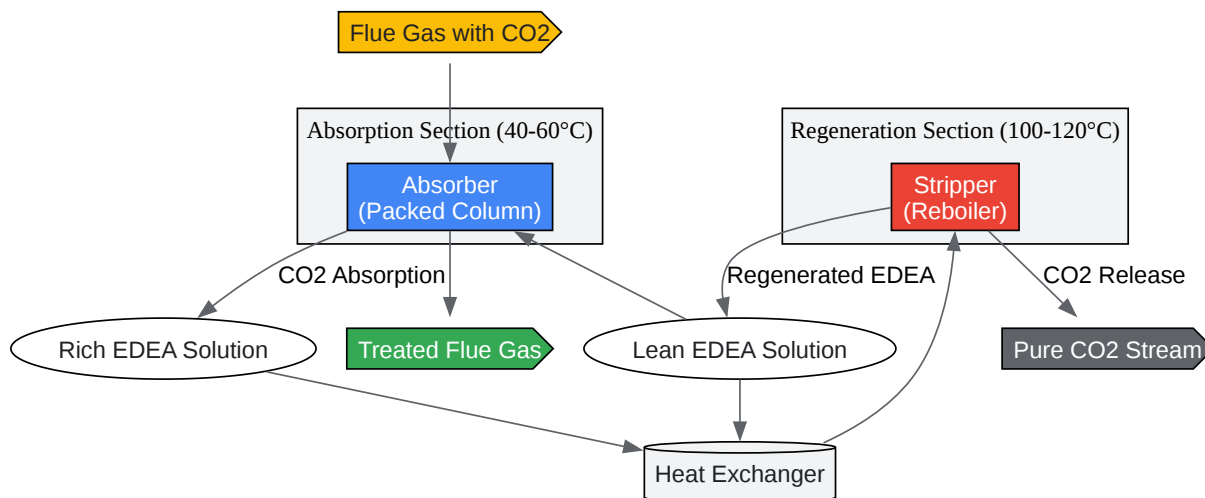 Flue Gas with CO2
Absorption Section (40-60°C)
Regeneration Section (100-120°C)
Absorber
(Packed Column)
Stripper
(Reboiler)
CO2 Absorption
Regenerated EDEA
CO2 Release
Rich EDEA Solution
Treated Flue Gas
Lean EDEA Solution
Pure CO2 Stream
Heat Exchanger